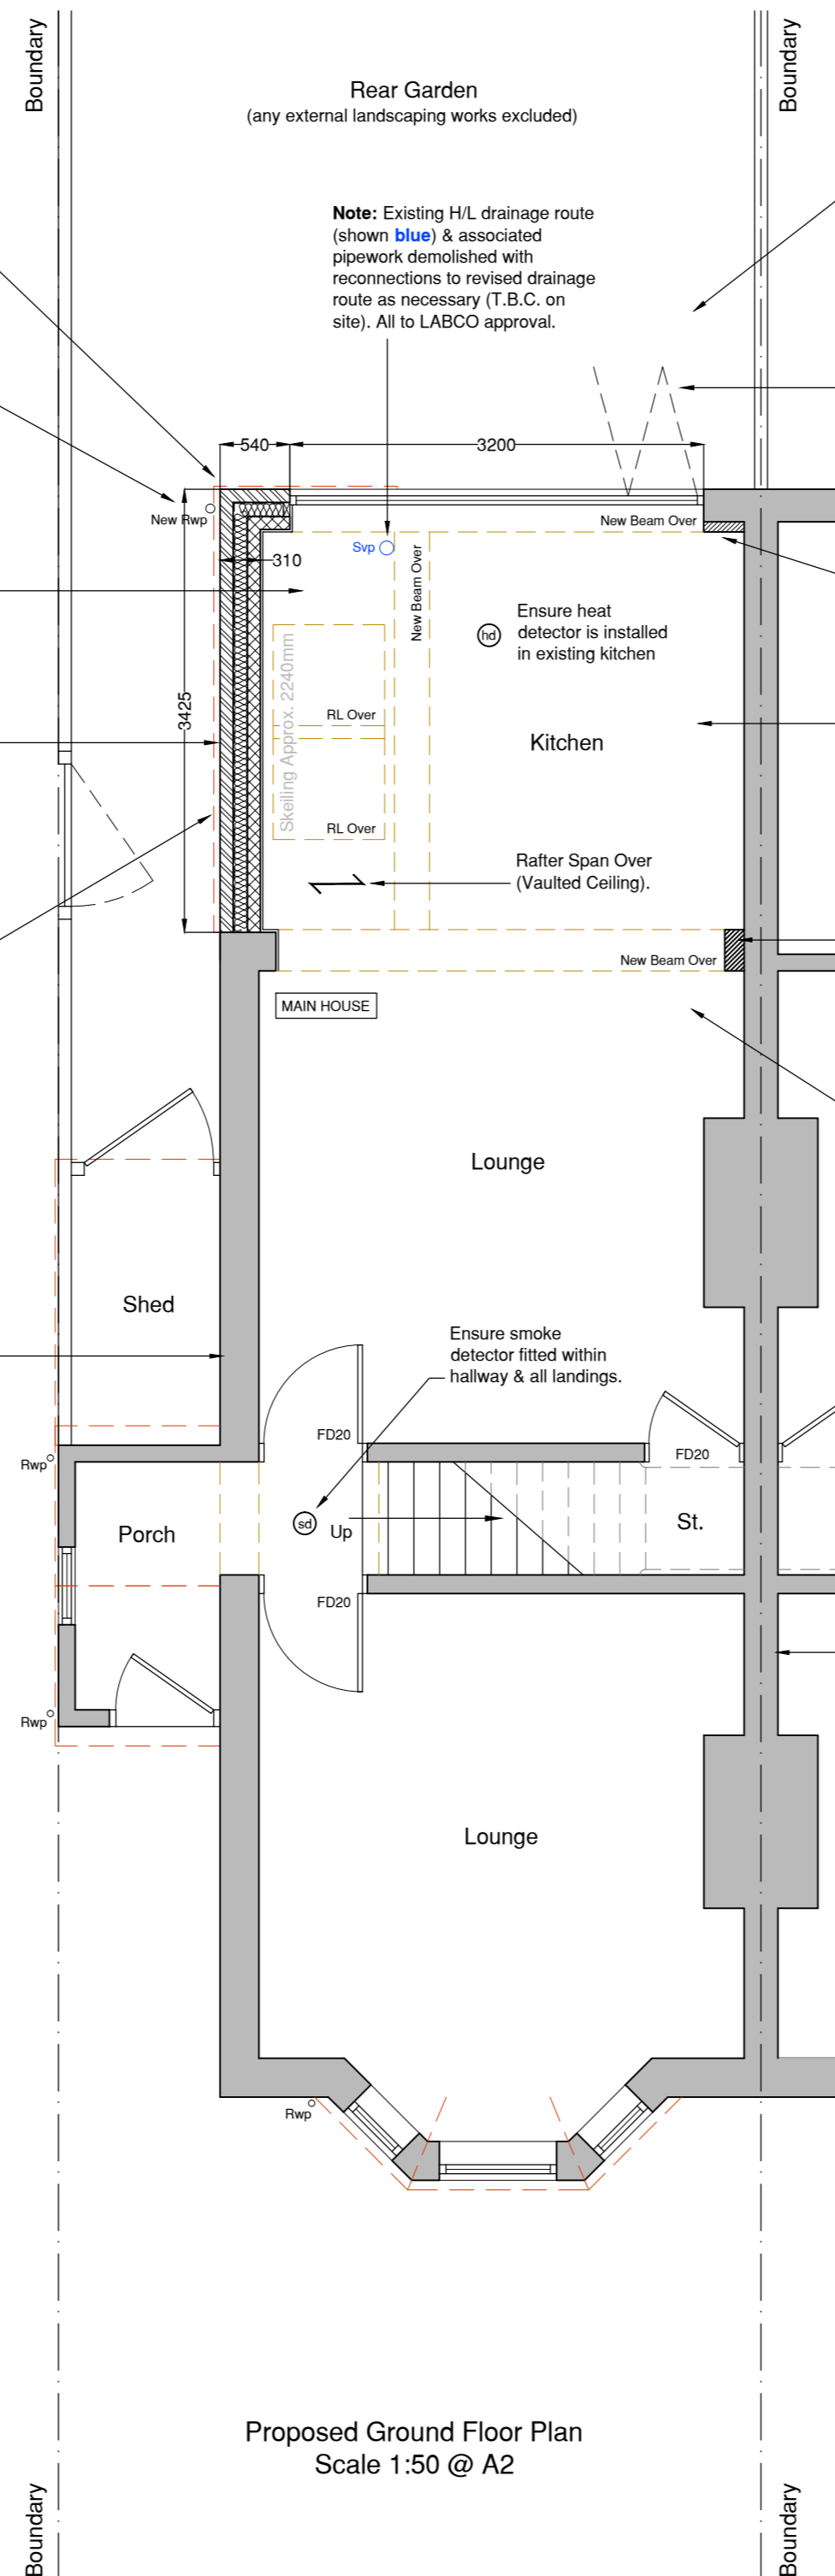 Boundary
Boundary
Rear Garden
(any external landscaping works excluded)
Note: Existing H/L drainage route
(shown blue) & associated
pipework demolished with
reconnections to revised drainage
route as necessary (T.B.C. on
site). All to LABCO approval.
540
3200
New Rwp
New Beam Over
Svp
310
New Beam Over
hd
Ensure heat
detector is installed
in existing kitchen
3425
Skeiling Approx. 2240mm
RL Over
Kitchen
RL Over
Rafter Span Over
(Vaulted Ceiling).
New Beam Over
MAIN HOUSE
Lounge
Shed
Ensure smoke
detector fitted within
hallway & all landings.
FD20
FD20
Rwp
Porch
sd
Up
St.
FD20
Rwp
Lounge
Rwp
Proposed Ground Floor Plan
Scale 1:50 @ A2
Boundary
Boundary